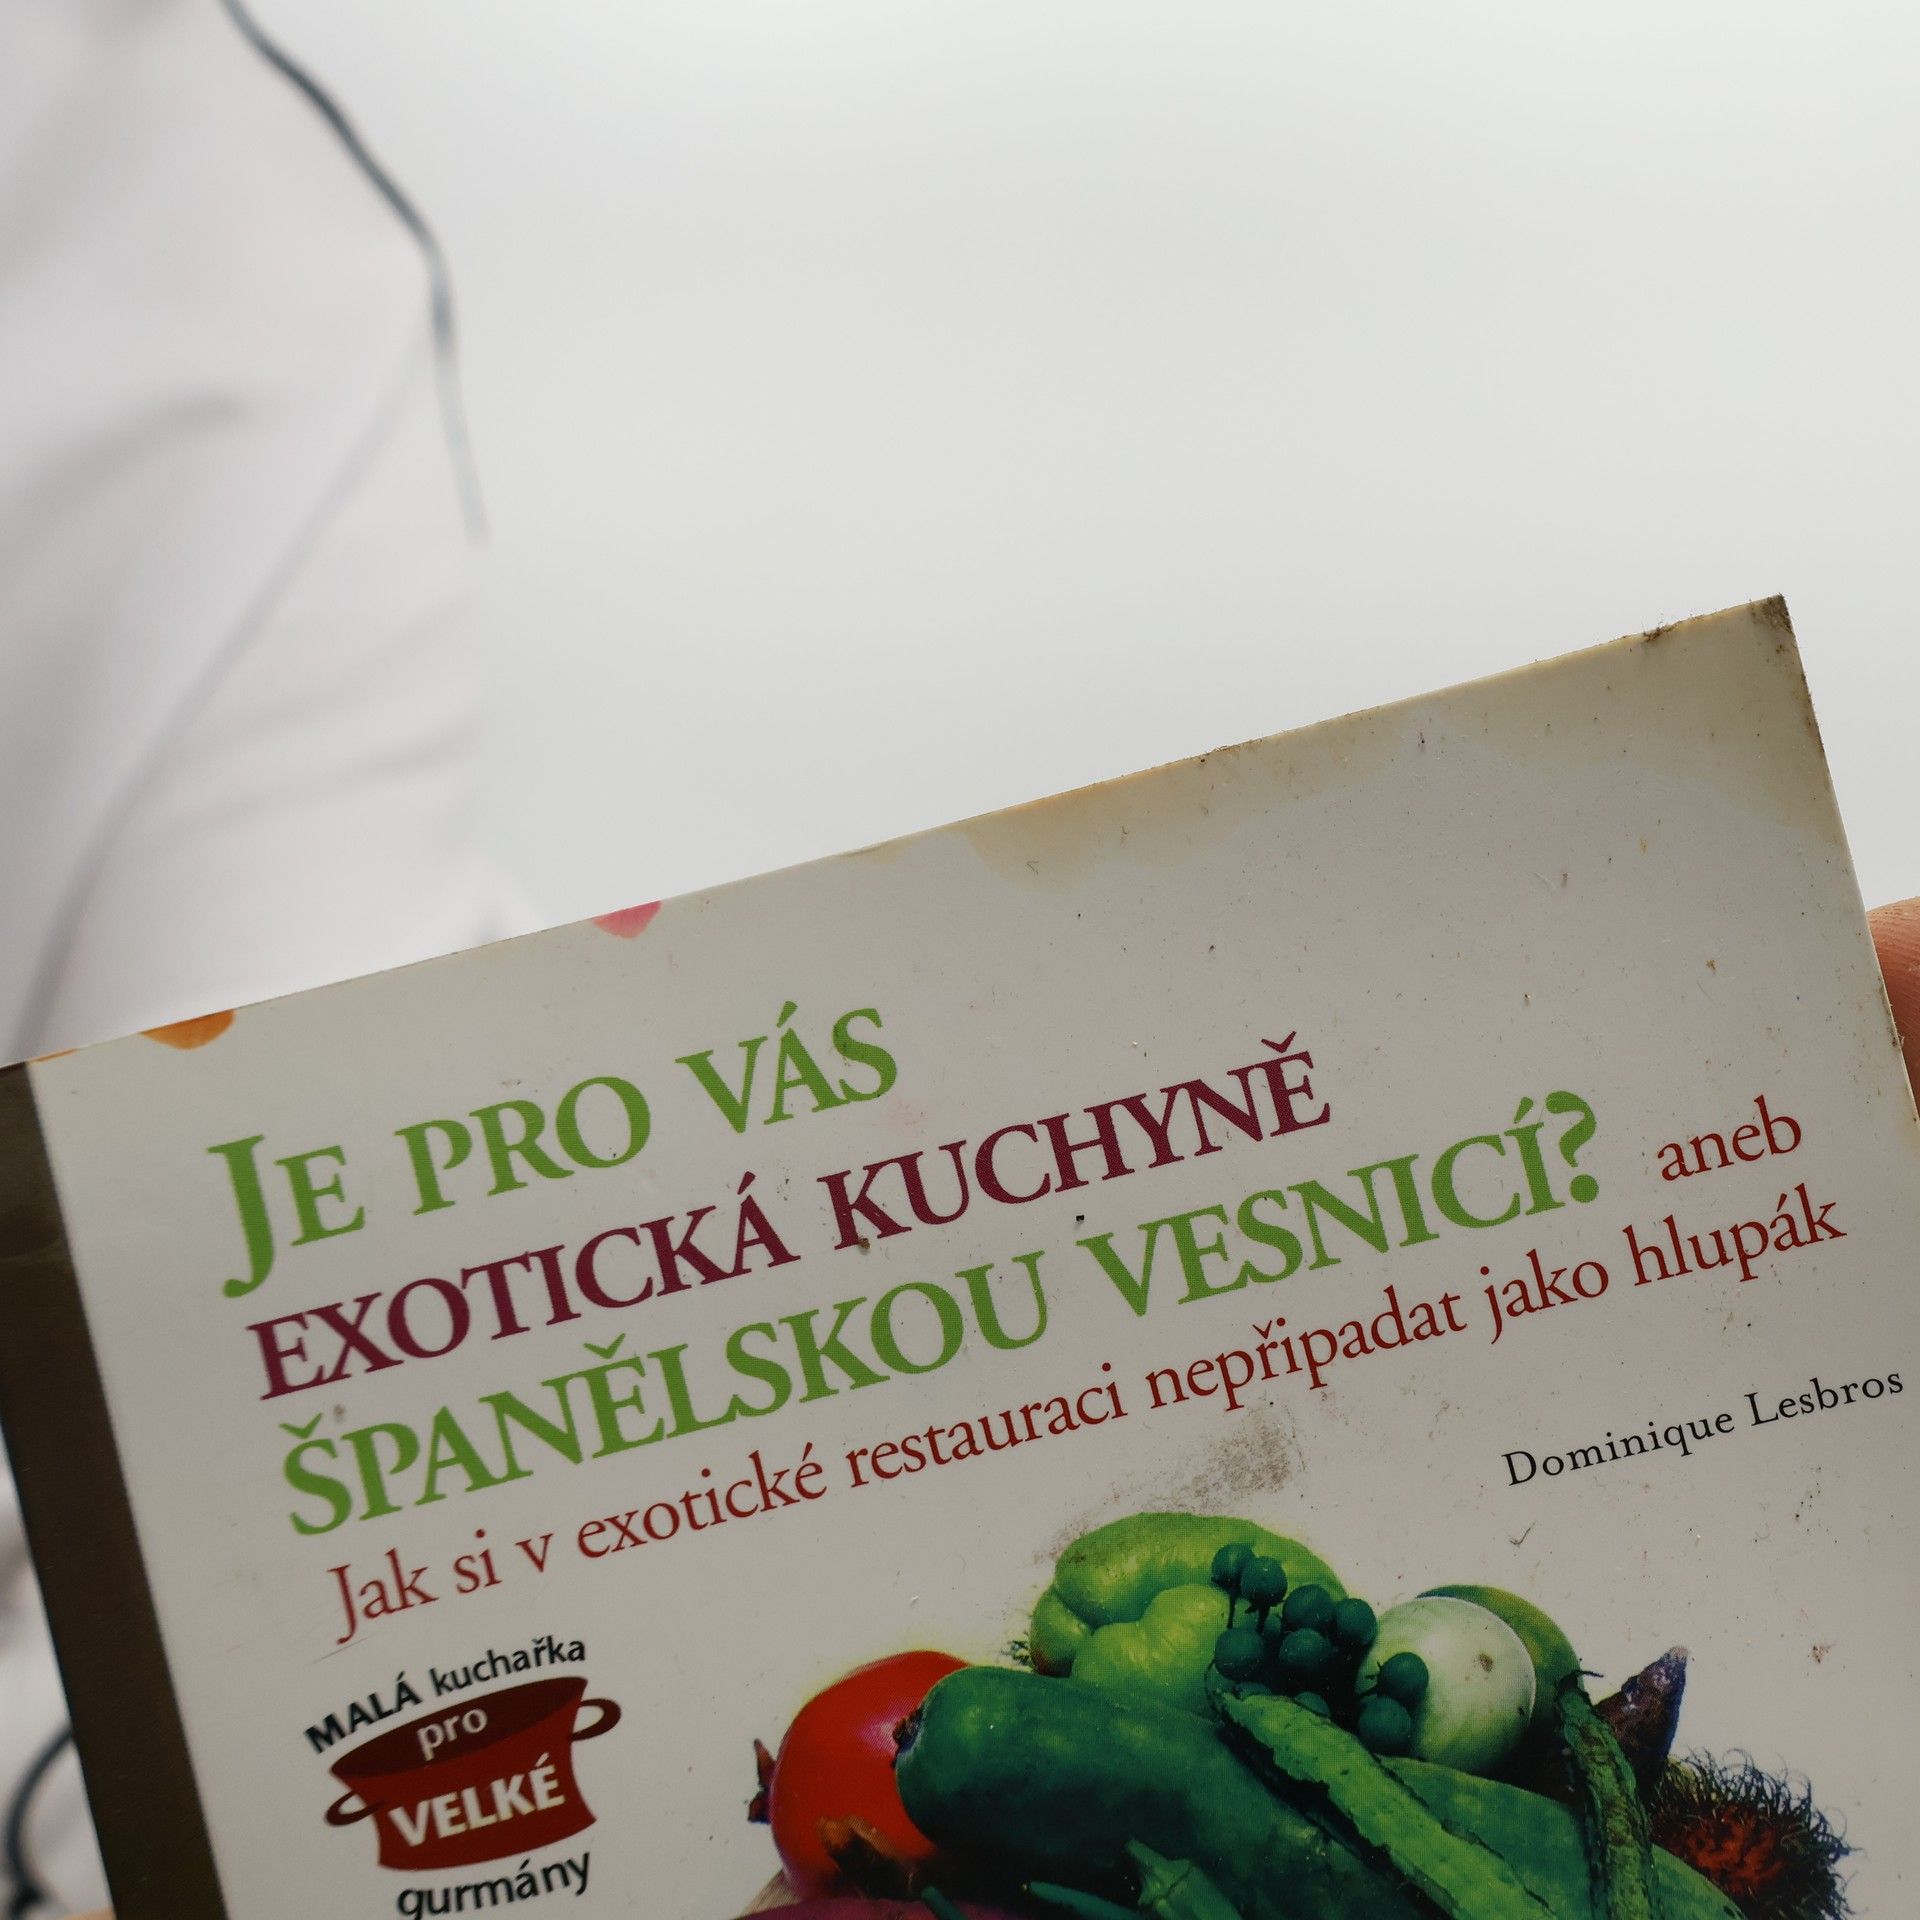 JE PRO VÁS
EXOTICKÁ KUCHYNĚ
ŠPANĚLSKOU VESNICÍ? aneb
Jak si v exotické restauraci nepřipadat jako hlupák
Dominique Lesbros
MALÁ kuchařka
pro
VELKÉ
gurmány